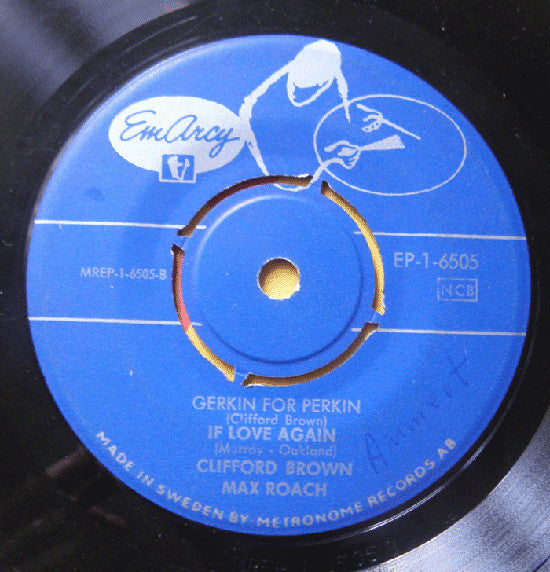 EmArcy
MREP-1-6505-B
EP-1-6505
NCB
GERKIN FOR PERKIN
(Clifford Brown)
IF LOVE AGAIN
(Murray - Oakland)
CLIFFORD BROWN
MAX ROACH
MADE IN SWEDEN BY METRONOME RECORDS AB